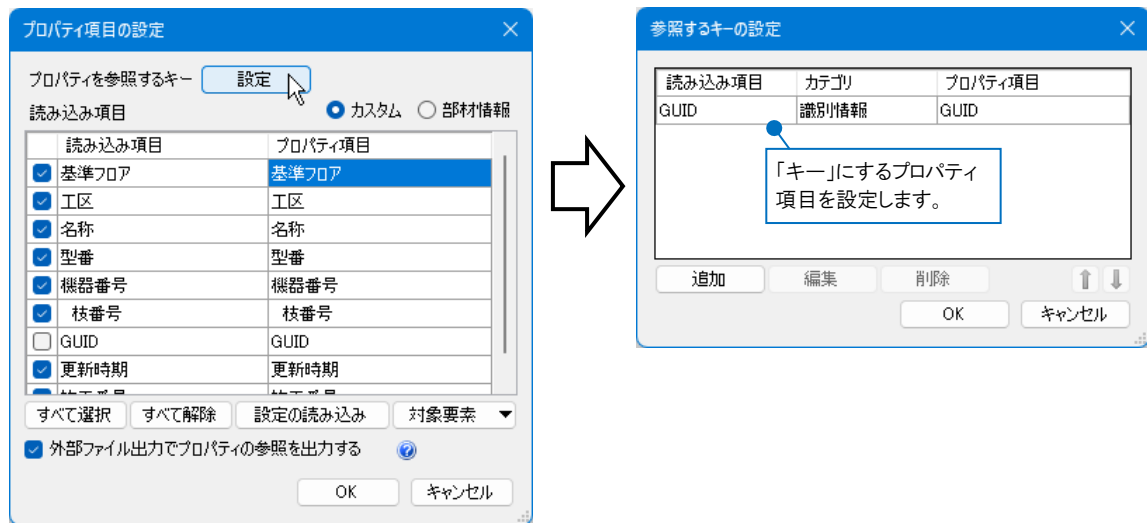 プロパティ項目の設定
プロパティを参照するキー 設定
読み込み項目 カスタム 部材情報
読み込み項目 プロパティ項目
基準フロア 基準フロア
工区 工区
名称 名称
型番 型番
機器番号 機器番号
枝番号 枝番号
GUID GUID
更新時期 更新時期
すべて選択 すべて解除 設定の読み込み 対象要素
外部ファイル出力でプロパティの参照を出力する
OK キャンセル
参照するキーの設定
読み込み項目 カテゴリ プロパティ項目
GUID 識別情報 GUID
「キー」にするプロパティ
項目を設定します。
追加 編集 削除
OK キャンセル